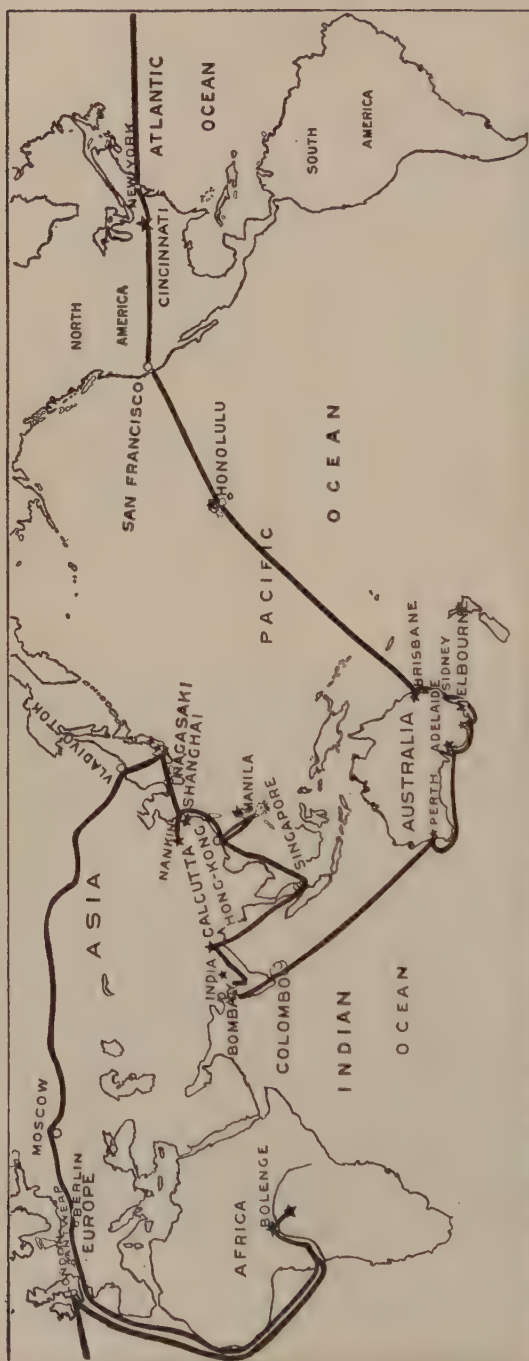 NORTH
AMERICA
NEW YORK
CINCINNATI
ATLANTIC
OCEAN
SOUTH
AMERICA
SAN FRANCISCO
HONOLULU
PACIFIC
OCEAN
VLADIVOSTOK
NAGASAKI
SHANGHAI
NANKIN
MANILA
HONG-KONG
CALCUTTA
SINGAPORE
INDIA
BOMBAY
COLOMBO
ASIA
AUSTRALIA
BRISBANE
SIDNEY
MELBOURNE
ADELAIDE
PERTH
INDIAN
OCEAN
MOSCOW
BERLIN
ANTWERP
LONDON
EUROPE
AFRICA
BOLENGE